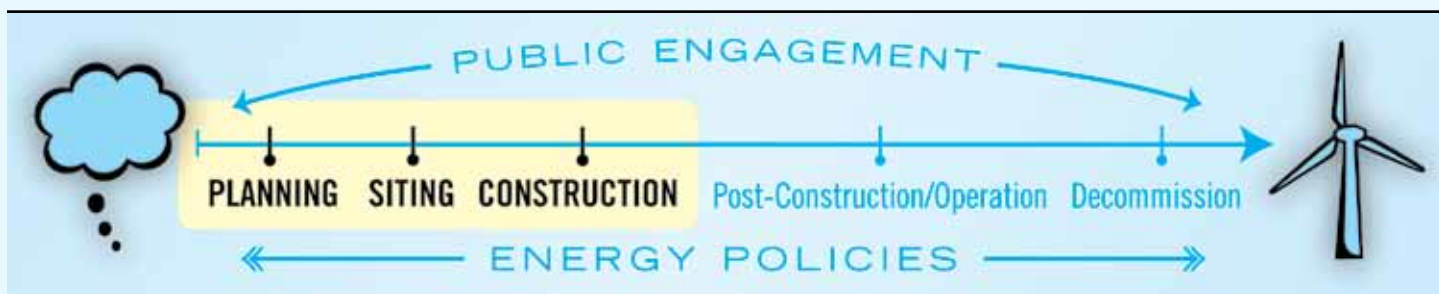 PUBLIC ENGAGEMENT
PLANNING SITING CONSTRUCTION Post-Construction/Operation Decommission
ENERGY POLICIES